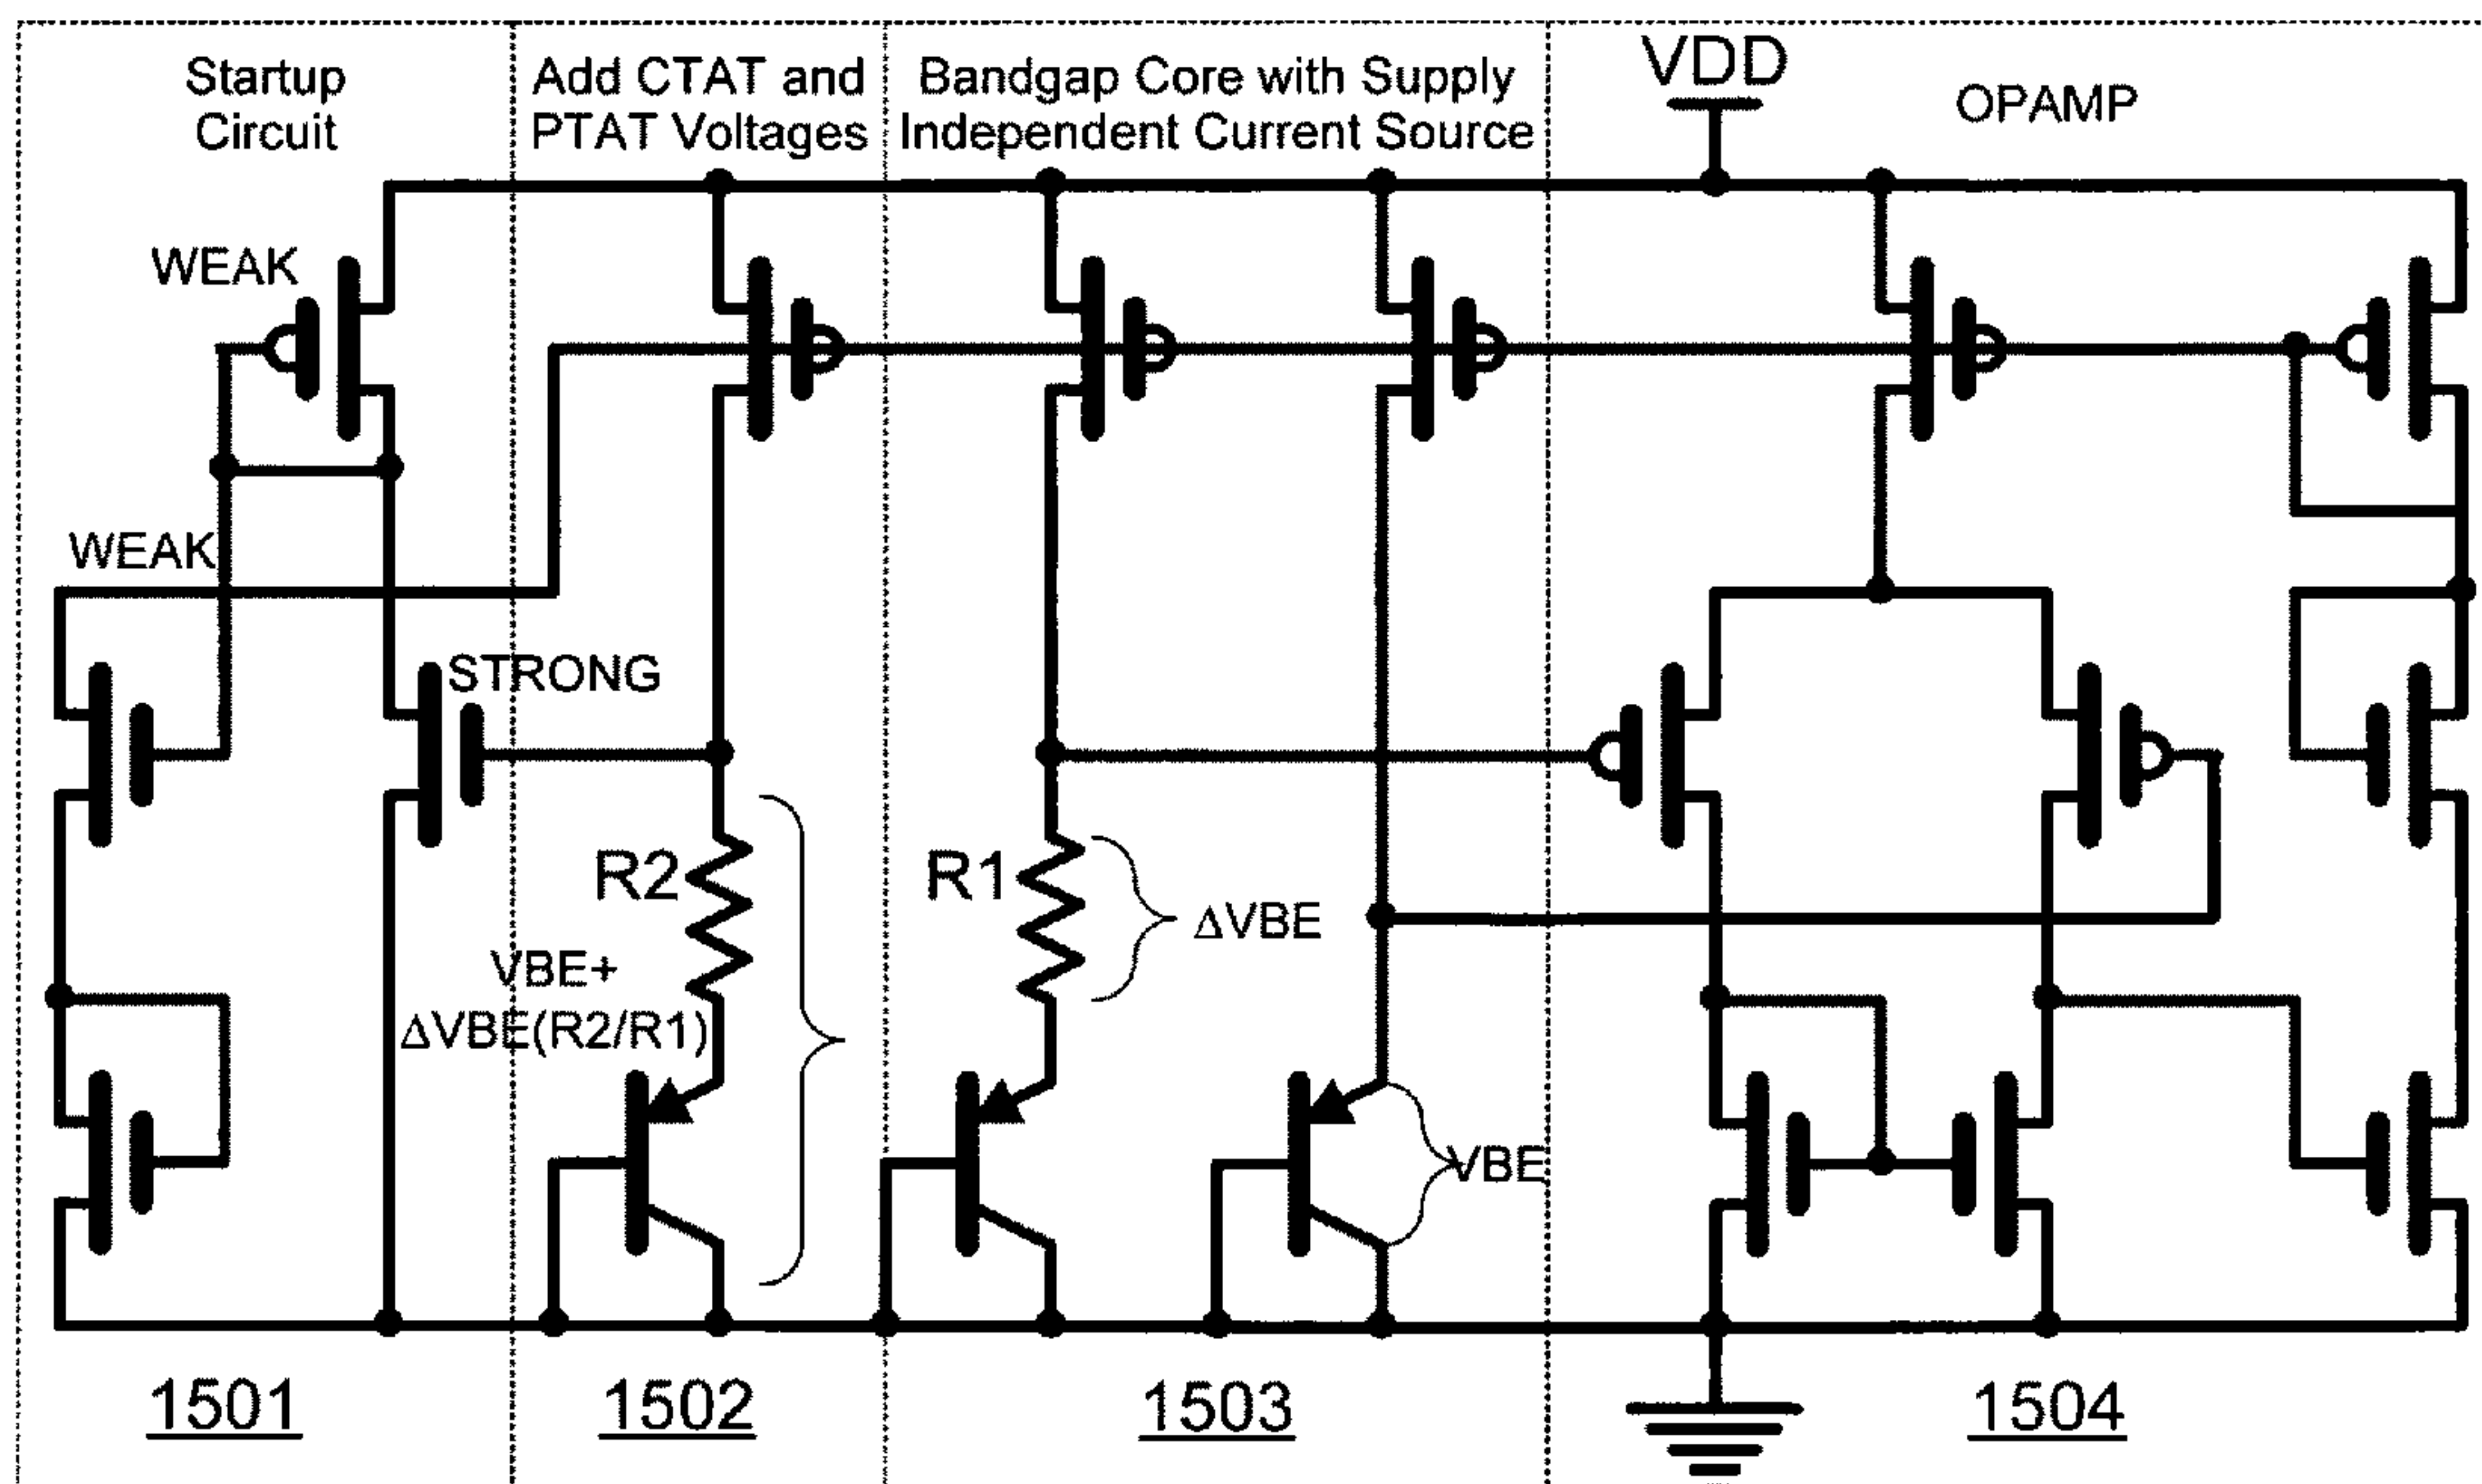 Startup
Circuit
Add CTAT and
PTAT Voltages
Bandgap Core with Supply
Independent Current Source
VDD
OPAMP
WEAK
WEAK
STRONG
R2
R1
ΔVBE
VBE+
ΔVBE(R2/R1)
VBE
1501
1502
1503
1504